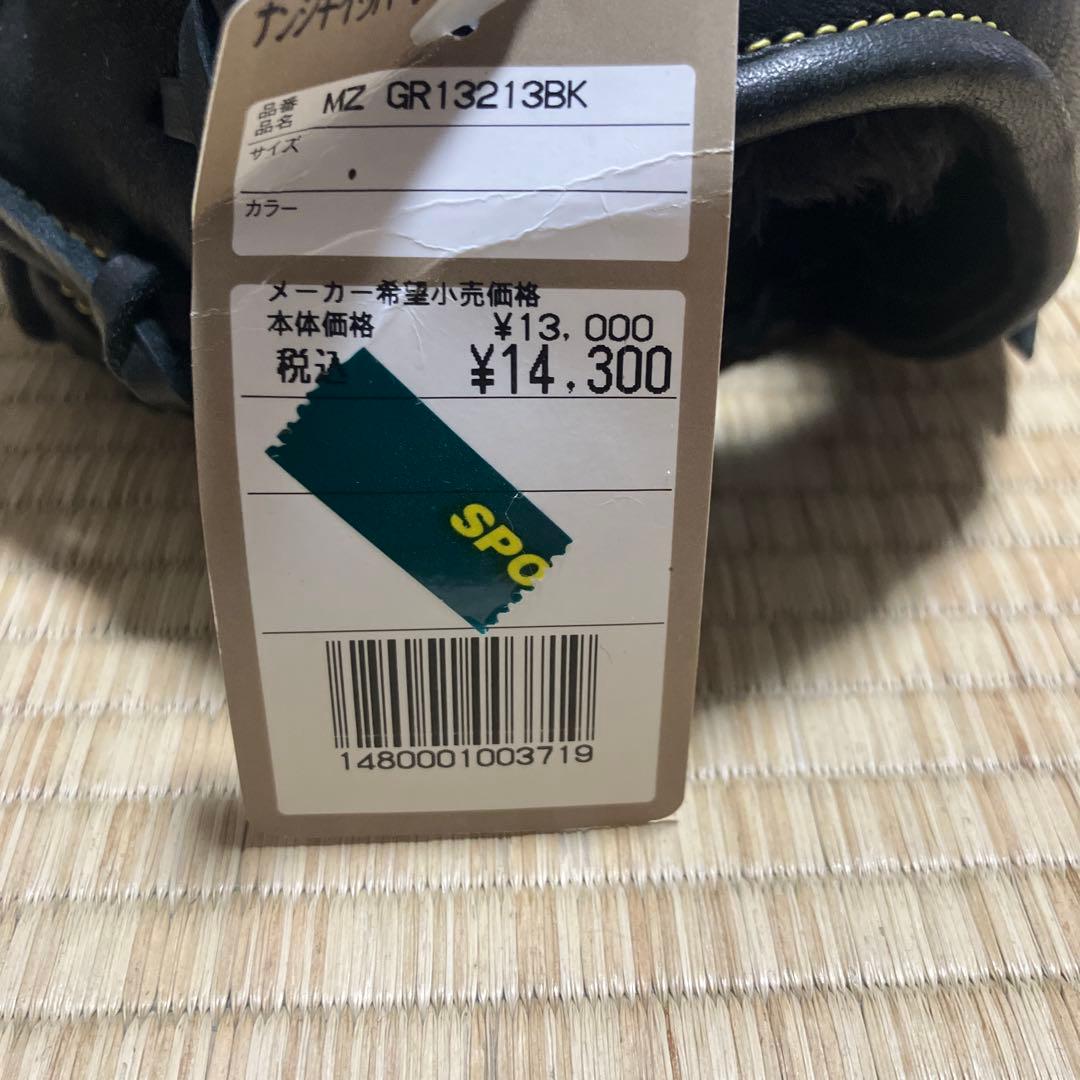 品番 MZ GR13213BK
品名
サイズ
カラー
メーカー希望小売価格
本体価格 ¥13,000
税込 ¥14,300
SPO
1480001003719